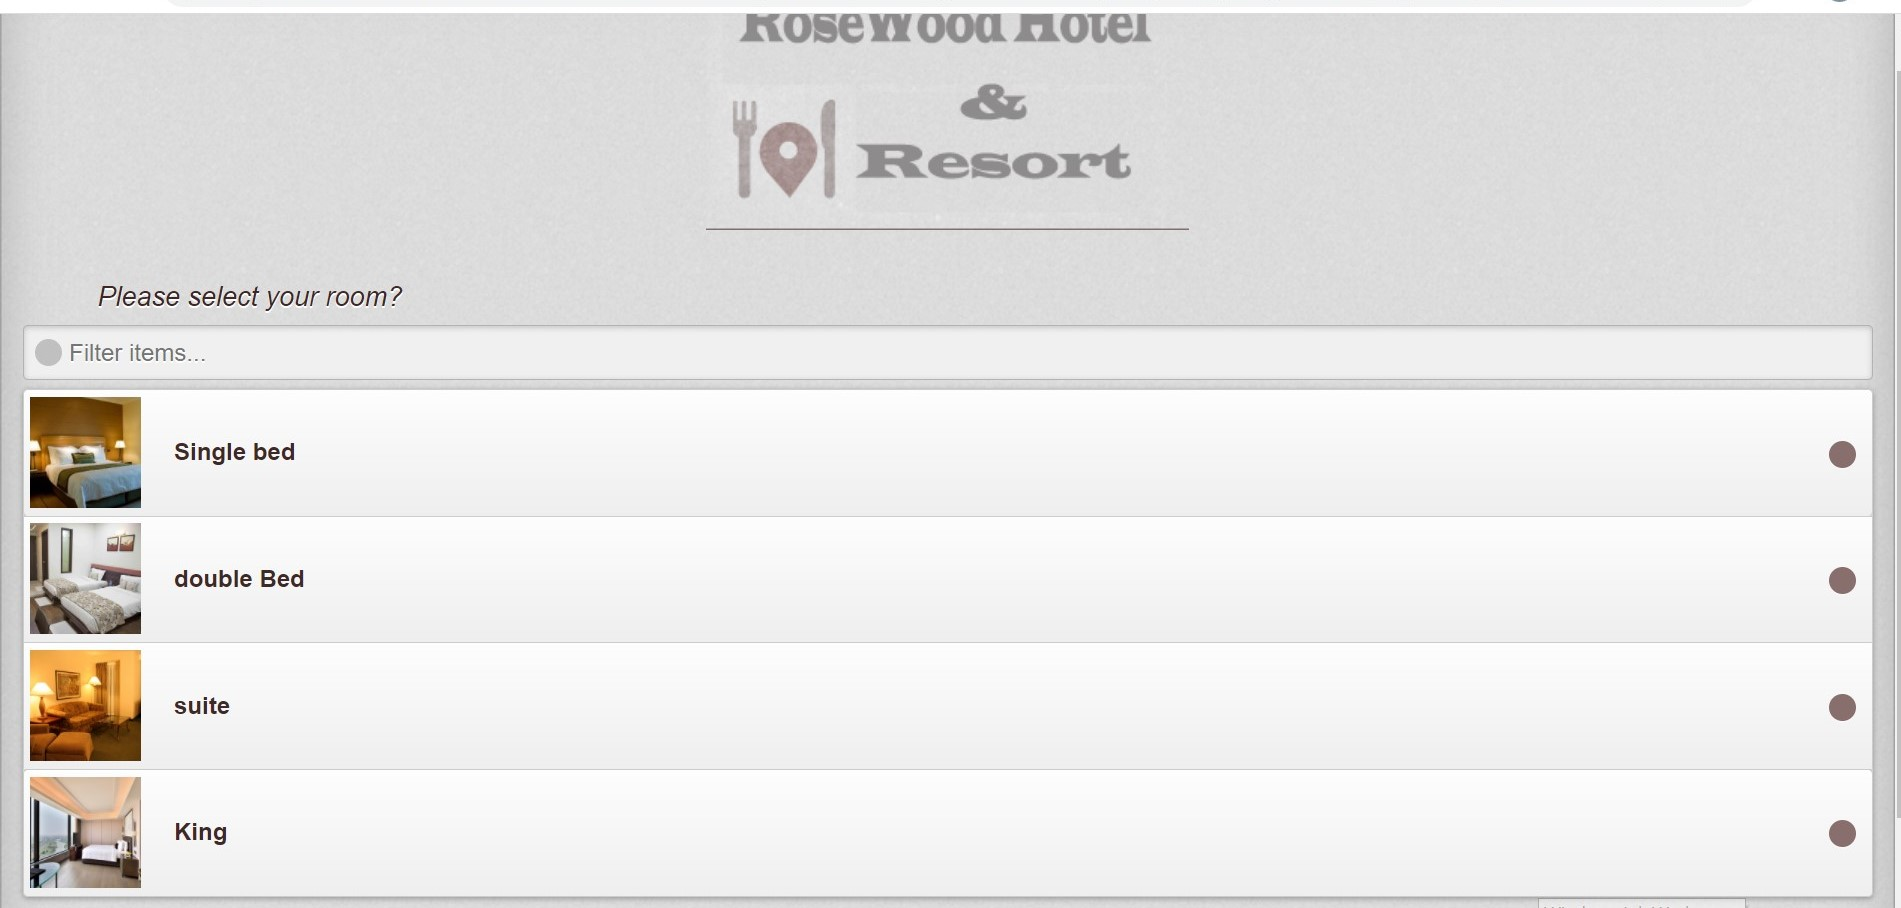 RoseWood Hotel
&
Resort
Please select your room?
Filter items...
Single bed
double Bed
suite
King